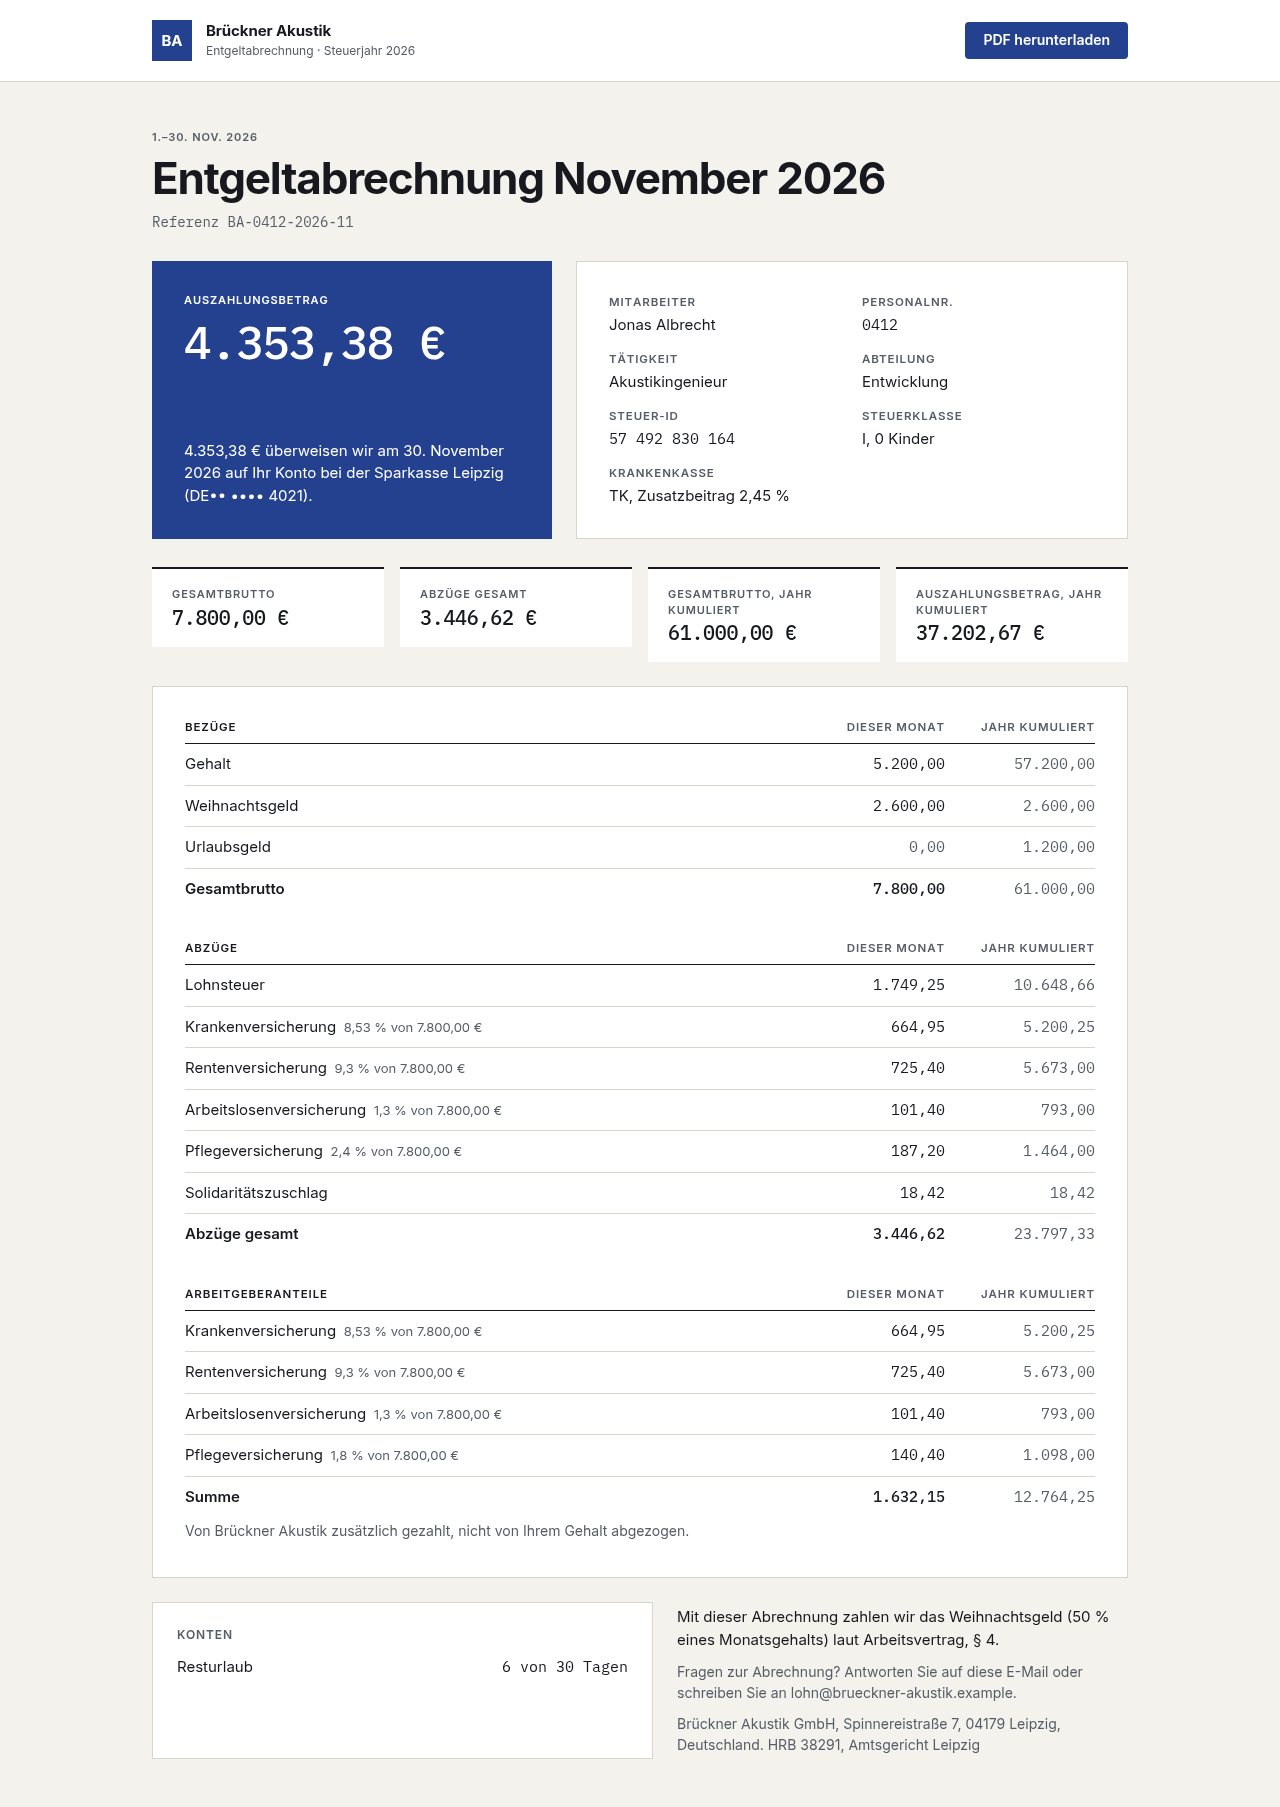 BA
Brückner Akustik
Entgeltabrechnung · Steuerjahr 2026
PDF herunterladen
1.–30. NOV. 2026
Entgeltabrechnung November 2026
Referenz BA-0412-2026-11
AUSZAHLUNGSBETRAG
4.353,38 €
4.353,38 € überweisen wir am 30. November
2026 auf Ihr Konto bei der Sparkasse Leipzig
(DE•• •••• 4021).
MITARBEITER
Jonas Albrecht
PERSONALNR.
0412
TÄTIGKEIT
Akustikingenieur
ABTEILUNG
Entwicklung
STEUER-ID
57 492 830 164
STEUERKLASSE
I, 0 Kinder
KRANKENKASSE
TK, Zusatzbeitrag 2,45 %
GESAMTBRUTTO
7.800,00 €
ABZÜGE GESAMT
3.446,62 €
GESAMTBRUTTO, JAHR
KUMULIERT
61.000,00 €
AUSZAHLUNGSBETRAG, JAHR
KUMULIERT
37.202,67 €
BEZÜGE DIESER MONAT JAHR KUMULIERT
Gehalt 5.200,00 57.200,00
Weihnachtsgeld 2.600,00 2.600,00
Urlaubsgeld 0,00 1.200,00
Gesamtbrutto 7.800,00 61.000,00
ABZÜGE DIESER MONAT JAHR KUMULIERT
Lohnsteuer 1.749,25 10.648,66
Krankenversicherung 8,53 % von 7.800,00 € 664,95 5.200,25
Rentenversicherung 9,3 % von 7.800,00 € 725,40 5.673,00
Arbeitslosenversicherung 1,3 % von 7.800,00 € 101,40 793,00
Pflegeversicherung 2,4 % von 7.800,00 € 187,20 1.464,00
Solidaritätszuschlag 18,42 18,42
Abzüge gesamt 3.446,62 23.797,33
ARBEITGEBERANTEILE DIESER MONAT JAHR KUMULIERT
Krankenversicherung 8,53 % von 7.800,00 € 664,95 5.200,25
Rentenversicherung 9,3 % von 7.800,00 € 725,40 5.673,00
Arbeitslosenversicherung 1,3 % von 7.800,00 € 101,40 793,00
Pflegeversicherung 1,8 % von 7.800,00 € 140,40 1.098,00
Summe 1.632,15 12.764,25
Von Brückner Akustik zusätzlich gezahlt, nicht von Ihrem Gehalt abgezogen.
KONTEN
Resturlaub 6 von 30 Tagen
Mit dieser Abrechnung zahlen wir das Weihnachtsgeld (50 %
eines Monatsgehalts) laut Arbeitsvertrag, § 4.
Fragen zur Abrechnung? Antworten Sie auf diese E-Mail oder
schreiben Sie an lohn@brueckner-akustik.example.
Brückner Akustik GmbH, Spinnereistraße 7, 04179 Leipzig,
Deutschland. HRB 38291, Amtsgericht Leipzig